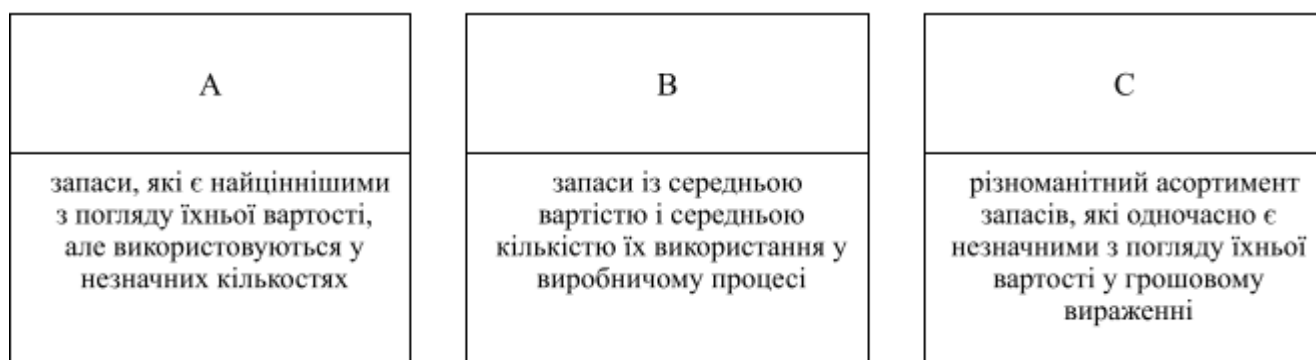 А
запаси, які є найціннішими
з погляду їхньої вартості,
але використовуються у
незначних кількостях
В
запаси із середньою
вартістю і середньою
кількістю їх використання у
виробничому процесі
С
різноманітний асортимент
запасів, які одночасно є
незначними з погляду їхньої
вартості у грошовому
вираженні